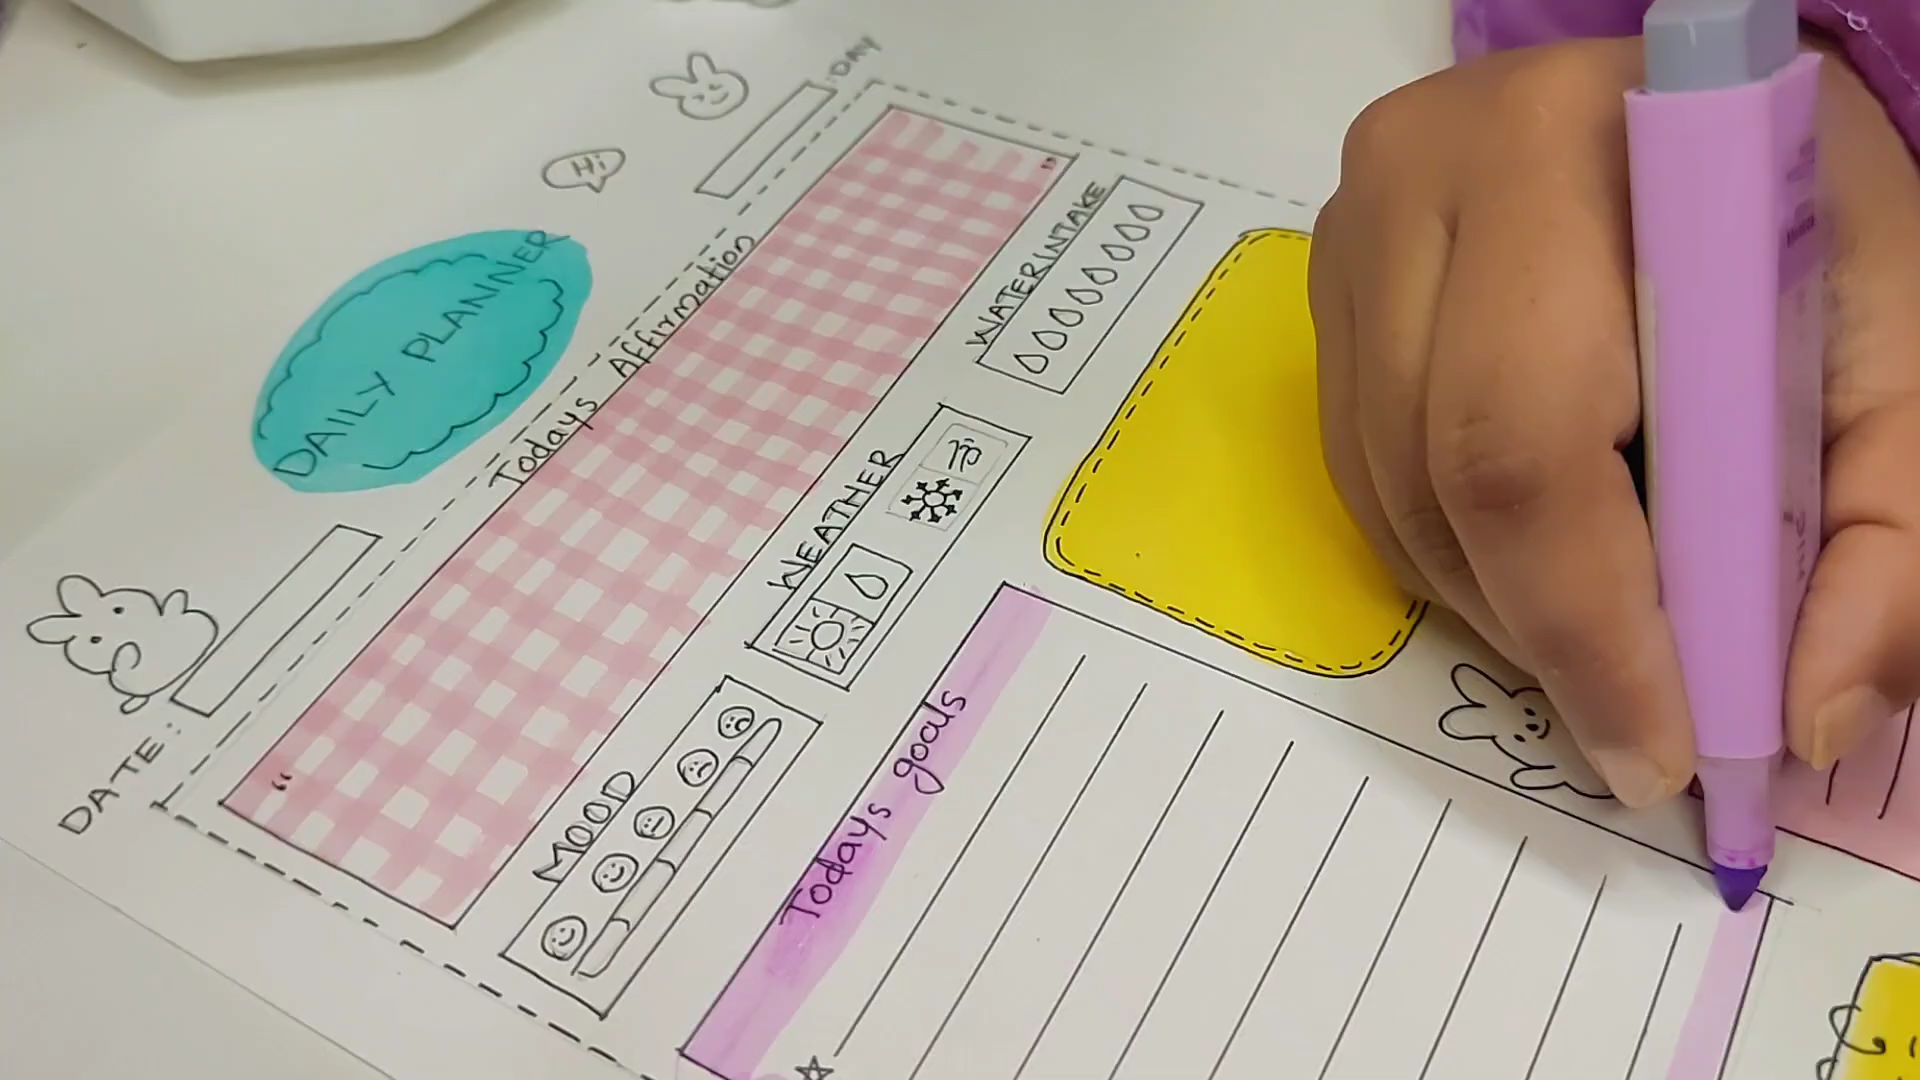 DAILY PLANNER
Hi
DATE:
:DAY
Todays Affirmation
“ ”
MOOD
WEATHER
WATER INTAKE
Todays goals